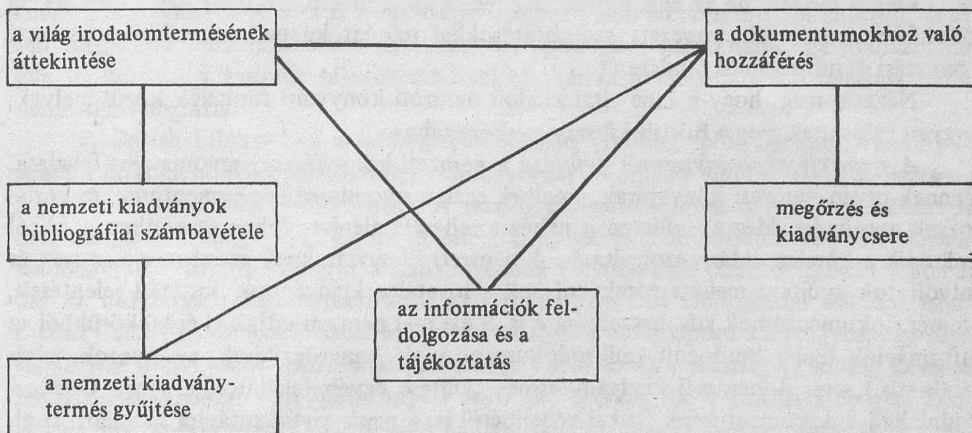 a világ irodalomtermésének
áttekintése
a dokumentumokhoz való
hozzáférés
a nemzeti kiadványok
bibliográfiai számbavétele
megőrzés és
kiadványcsere
az információk fel-
dolgozása és a
tájékoztatás
a nemzeti kiadvány-
termés gyűjtése